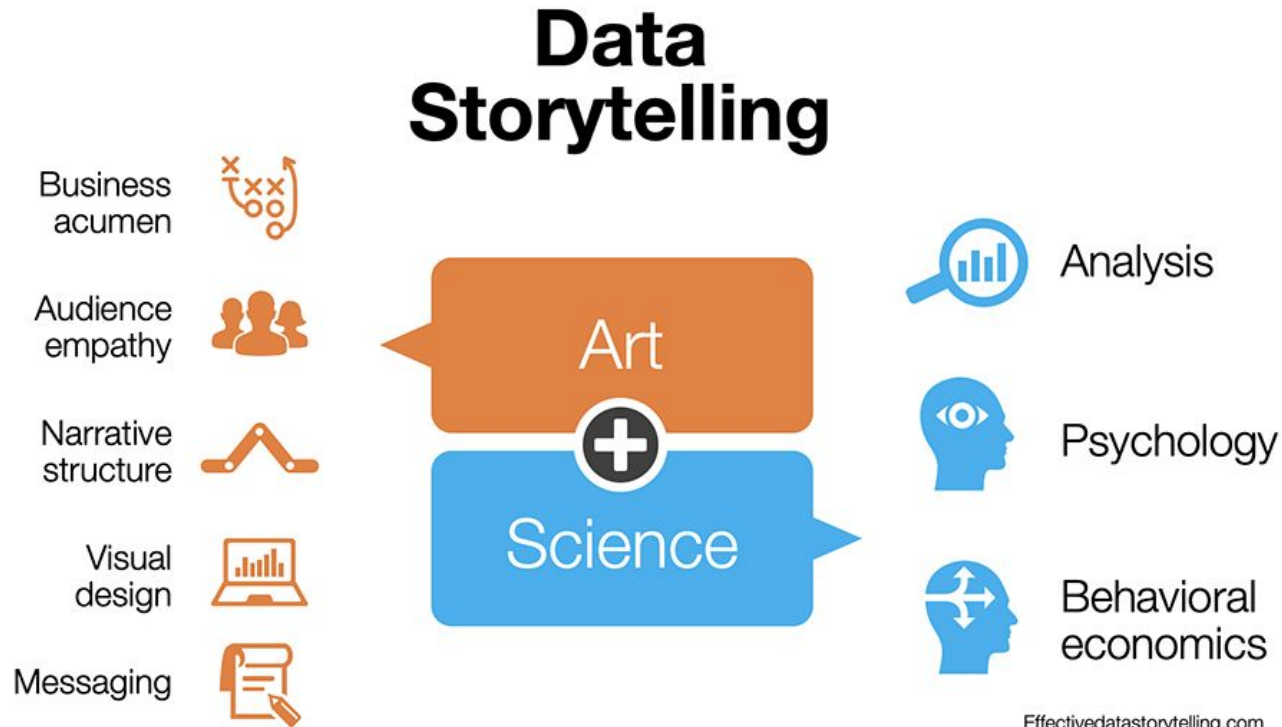 Data
Storytelling
Business
acumen
Audience
empathy
Narrative
structure
Visual
design
Messaging
Art
Science
Analysis
Psychology
Behavioral
economics
Effectivedatastorytelling.com